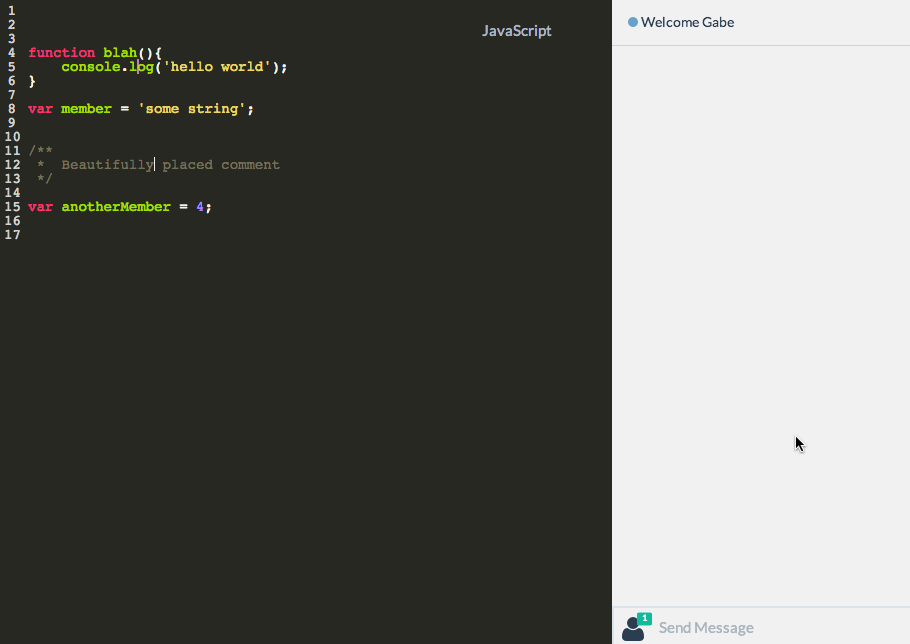 1
2
3
JavaScript
4 function blah(){
5 console.log('hello world');
6 }
7
8 var member = 'some string';
9
10
11 /**
12 * Beautifully placed comment
13 */
14
15 var anotherMember = 4;
16
17
Welcome Gabe
1
Send Message